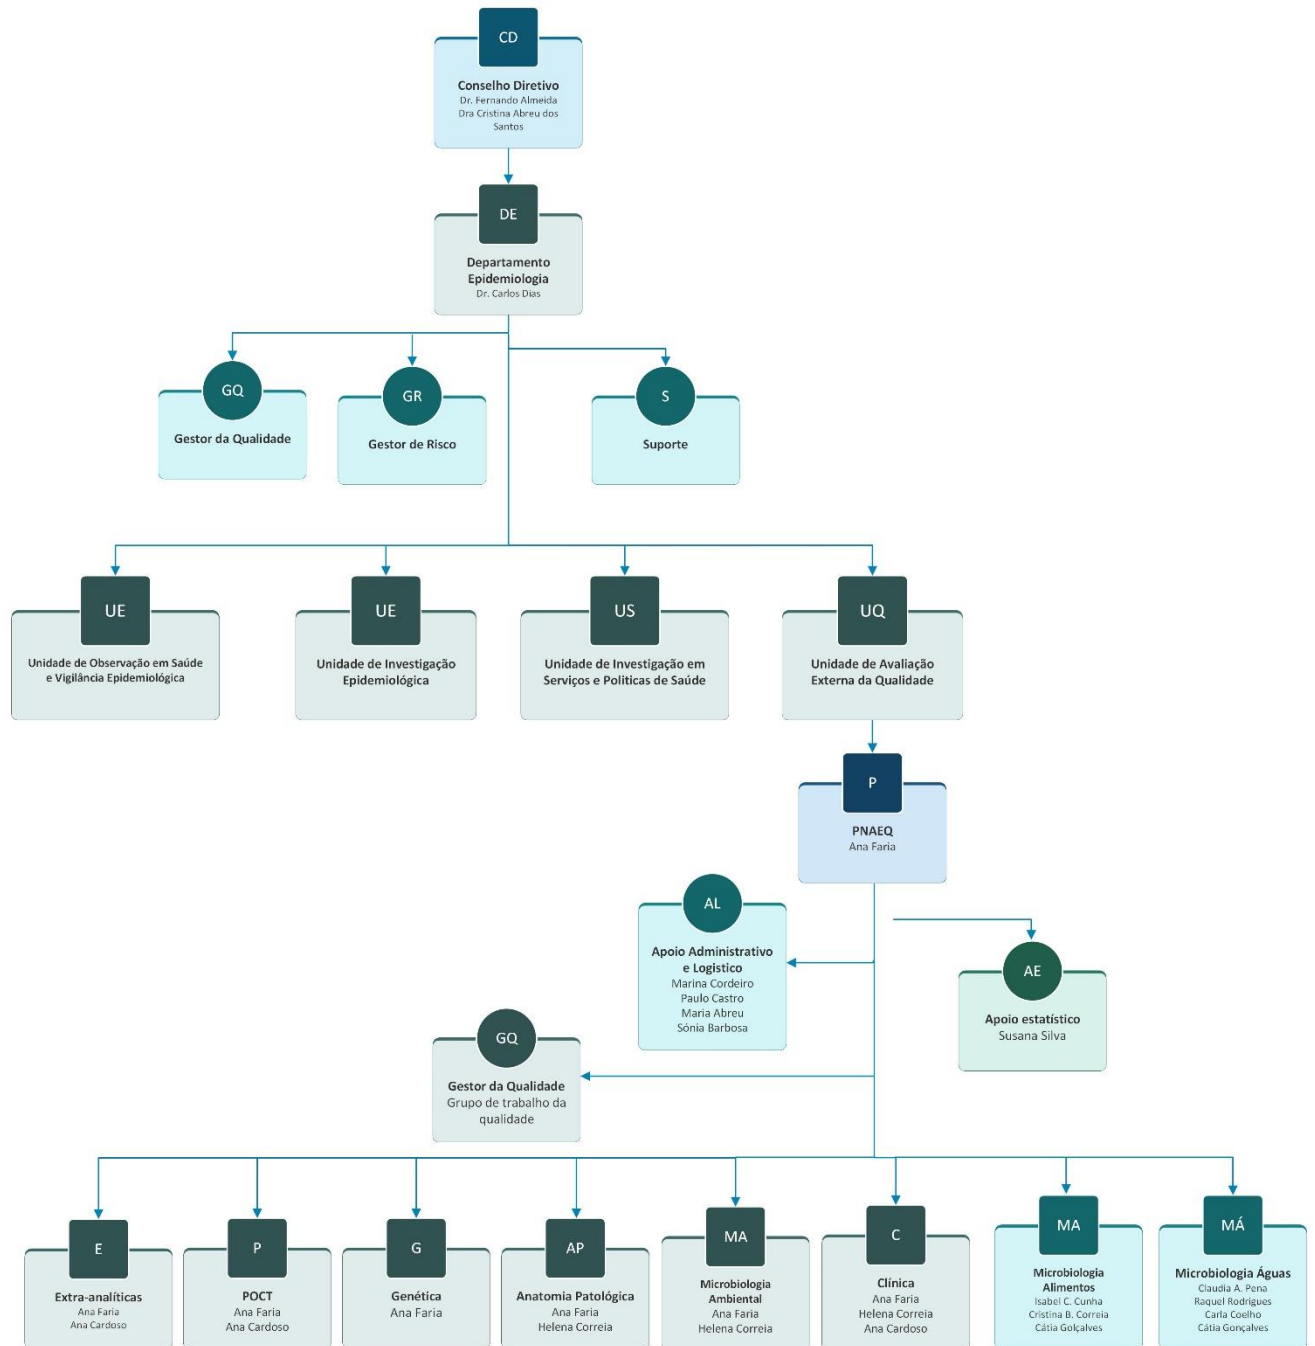 CD
Conselho Diretivo
Dr. Fernando Almeida
Dra Cristina Abreu dos
Santos
DE
Departamento
Epidemiologia
Dr. Carlos Dias
GQ
Gestor da Qualidade
GR
Gestor de Risco
S
Suporte
UE
Unidade de Observação em Saúde
e Vigilância Epidemiológica
UE
Unidade de Investigação
Epidemiológica
US
Unidade de Investigação em
Serviços e Politicas de Saúde
UQ
Unidade de Avaliação
Externa da Qualidade
P
PNAEQ
Ana Faria
AL
Apoio Administrativo
e Logistico
Marina Cordeiro
Paulo Castro
Maria Abreu
Sónia Barbosa
AE
Apoio estatístico
Susana Silva
GQ
Gestor da Qualidade
Grupo de trabalho da
qualidade
E
Extra-analíticas
Ana Faria
Ana Cardoso
P
POCT
Ana Faria
Ana Cardoso
G
Genética
Ana Faria
AP
Anatomia Patológica
Ana Faria
Helena Correia
MA
Microbiologia
Ambiental
Ana Faria
Helena Correia
C
Clínica
Ana Faria
Helena Correia
Ana Cardoso
MA
Microbiologia
Alimentos
Isabel C. Cunha
Cristina B. Correia
Cátia Golçalves
MÁ
Microbiologia Águas
Claudia A. Pena
Raquel Rodrigues
Carla Coelho
Cátia Gonçalves